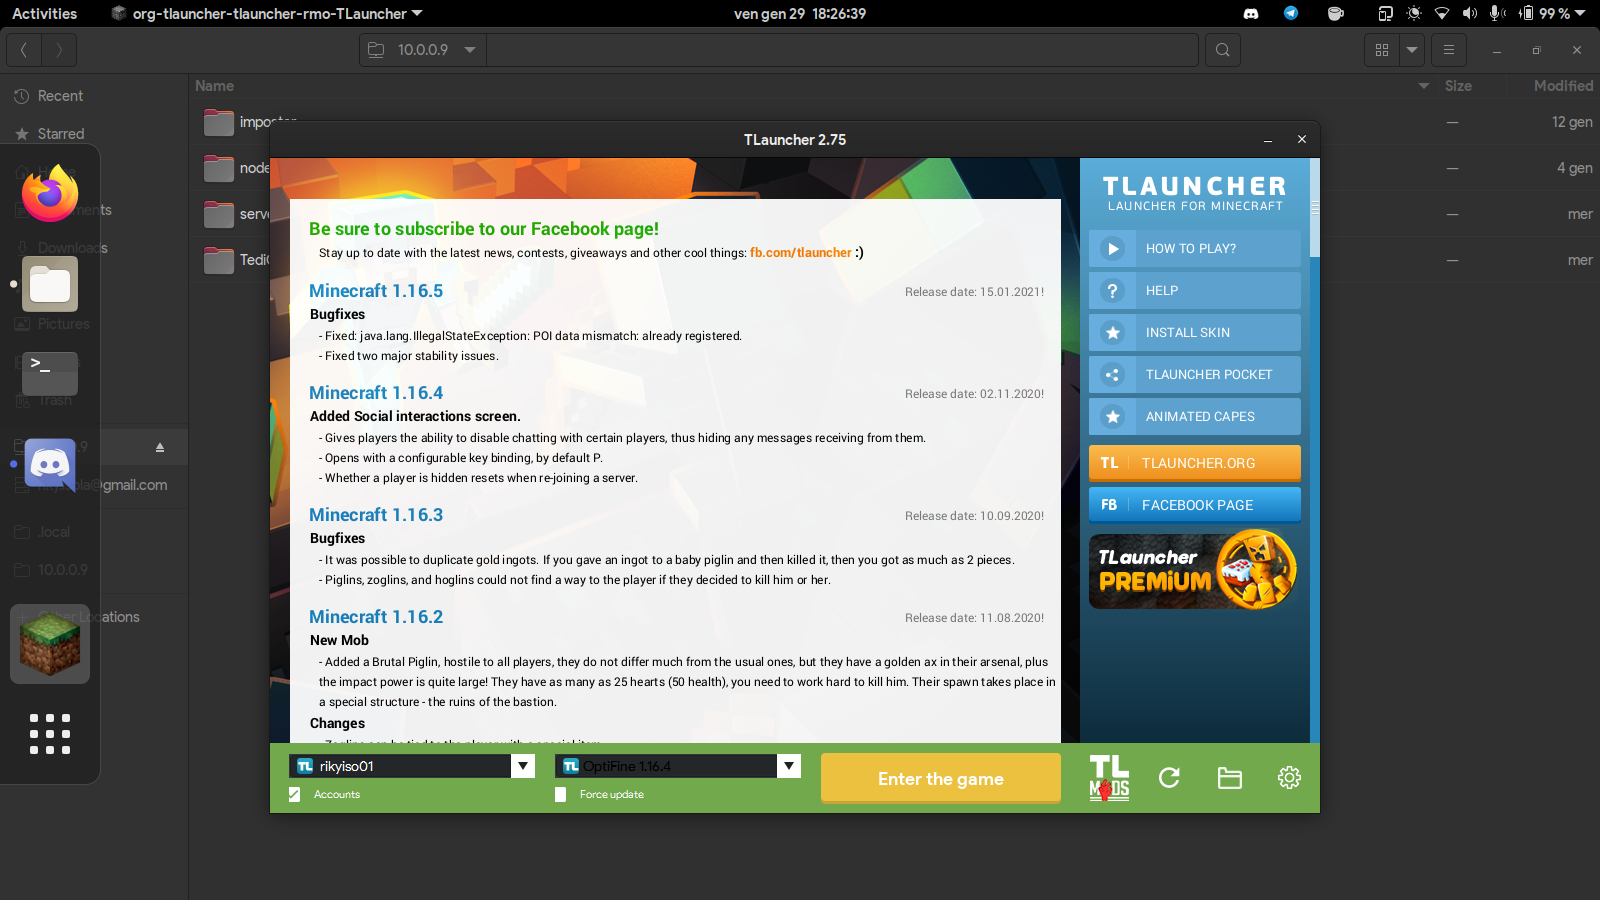 Activities
org-tlauncher-tlauncher-rmo-TLauncher
ven gen 29 18:26:39
99 %
10.0.0.9
Name
Size
Modified
Recent
Starred
Downloads
Pictures
Trash
@gmail.com
.local
10.0.0.9
Other Locations
12 gen
4 gen
mer
mer
TLauncher 2.75
Be sure to subscribe to our Facebook page!
Stay up to date with the latest news, contests, giveaways and other cool things: fb.com/tlauncher :)
Minecraft 1.16.5
Release date: 15.01.2021!
Bugfixes
- Fixed: java.lang.IllegalStateException: POI data mismatch: already registered.
- Fixed two major stability issues.
Minecraft 1.16.4
Release date: 02.11.2020!
Added Social interactions screen.
- Gives players the ability to disable chatting with certain players, thus hiding any messages receiving from them.
- Opens with a configurable key binding, by default P.
- Whether a player is hidden resets when re-joining a server.
Minecraft 1.16.3
Release date: 10.09.2020!
Bugfixes
- It was possible to duplicate gold ingots. If you gave an ingot to a baby piglin and then killed it, then you got as much as 2 pieces.
- Piglins, zoglins, and hoglins could not find a way to the player if they decided to kill him or her.
Minecraft 1.16.2
Release date: 11.08.2020!
New Mob
- Added a Brutal Piglin, hostile to all players, they do not differ much from the usual ones, but they have a golden ax in their arsenal, plus
the impact power is quite large! They have as many as 25 hearts (50 health), you need to work hard to kill him. Their spawn takes place in
a special structure - the ruins of the bastion.
Changes
TLAUNCHER
LAUNCHER FOR MINECRAFT
HOW TO PLAY?
HELP
INSTALL SKIN
TLAUNCHER POCKET
ANIMATED CAPES
TL TLAUNCHER.ORG
FB FACEBOOK PAGE
TLauncher
PREMIUM
TL rikyiso01
TL OptiFine 1.16.4
Accounts
Force update
Enter the game
TL
MODS